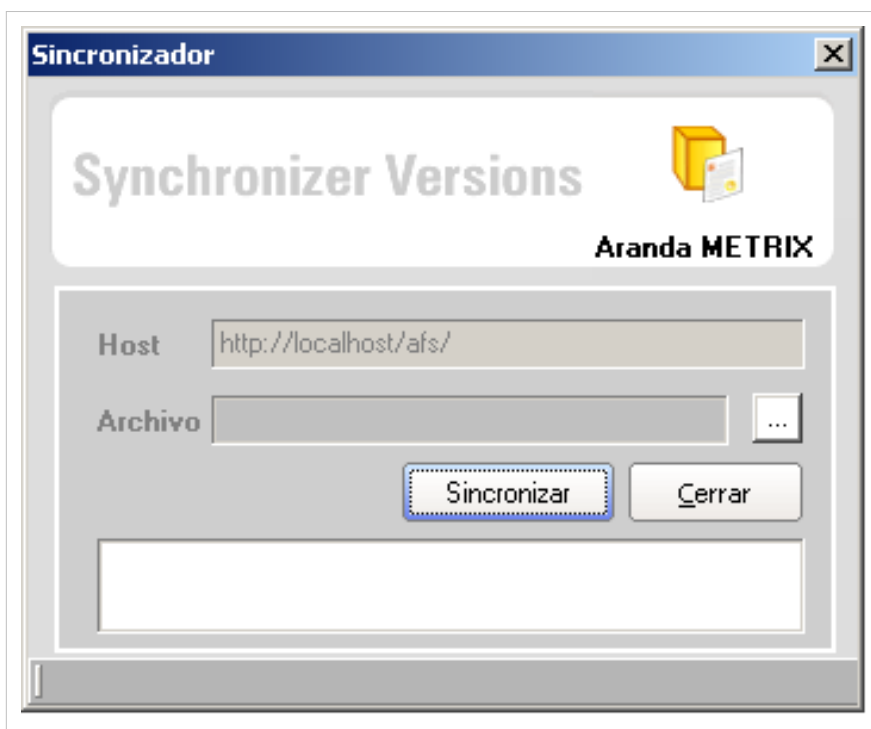 Sincronizador
Synchronizer Versions
Aranda METRIX
Host http://localhost/afs/
Archivo ...
Sincronizar Cerrar